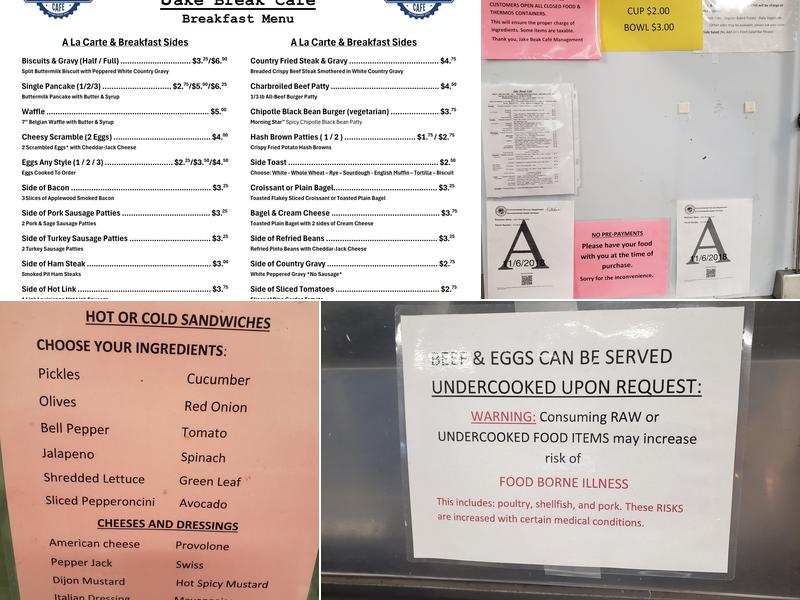 Jake Break Cafe
Breakfast Menu
CAFE
CAFE
A La Carte & Breakfast Sides
Biscuits & Gravy (Half / Full) ........ $3.25/$6.00
Split Buttermilk Biscuit with Peppered White Country Gravy
Single Pancake (1/2/3) ........ $2.75/$5.00/$6.25
Buttermilk Pancake with Butter & Syrup
Waffle ........ $5.00
7" Belgian Waffle with Butter & Syrup
Cheesy Scramble (2 Eggs) ........ $4.00
2 Scrambled Eggs* with Cheddar-Jack Cheese
Eggs Any Style (1 / 2 / 3) ........ $2.25/$3.50/$4.50
Eggs Cooked To Order
Side of Bacon ........ $3.25
3 Slices of Applewood Smoked Bacon
Side of Pork Sausage Patties ........ $3.25
2 Pork & Sage Sausage Patties
Side of Turkey Sausage Patties ........ $3.25
2 Turkey Sausage Patties
Side of Ham Steak ........ $3.00
Smoked Pit Ham Steaks
Side of Hot Link ........ $3.75
A La Carte & Breakfast Sides
Country Fried Steak & Gravy ........ $4.75
Breaded Crispy Beef Steak Smothered in White Country Gravy
Charbroiled Beef Patty ........ $4.50
1/3 lb All-Beef Burger Patty
Chipotle Black Bean Burger (vegetarian) ........ $3.75
Morning Star™ Spicy Chipotle Black Bean Patty
Hash Brown Patties ( 1 / 2 ) ........ $1.75 / $2.75
Crispy Fried Potato Hash Browns
Side Toast ........ $2.50
Choose: White - Whole Wheat – Rye – Sourdough - English Muffin – Tortilla - Biscuit
Croissant or Plain Bagel ........ $3.25
Toasted Flakey Sliced Croissant or Toasted Plain Bagel
Bagel & Cream Cheese ........ $3.75
Toasted Plain Bagel with 2 sides of Cream Cheese
Side of Refried Beans ........ $3.25
Refried Pinto Beans with Cheddar-Jack Cheese
Side of Country Gravy ........ $2.75
White Peppered Gravy *No Sausage*
Side of Sliced Tomatoes ........ $2.75
CUSTOMERS OPEN ALL CLOSED FOOD &
THERMOS CONTAINERS.
This will ensure the proper charge of
ingredients. Some items are taxable.
Thank you, Jake Beak Café Management
CUP $2.00
BOWL $3.00
A
11/6/2018
NO PRE-PAYMENTS
Please have your food
with you at the time of
purchase.
Sorry for the inconvenience.
A
11/6/2018
HOT OR COLD SANDWICHES
CHOOSE YOUR INGREDIENTS:
Pickles Cucumber
Olives Red Onion
Bell Pepper Tomato
Jalapeno Spinach
Shredded Lettuce Green Leaf
Sliced Pepperoncini Avocado
CHEESES AND DRESSINGS
American cheese Provolone
Pepper Jack Swiss
Dijon Mustard Hot Spicy Mustard
Italian Dressing Mayonnaise
BEEF & EGGS CAN BE SERVED
UNDERCOOKED UPON REQUEST:
WARNING: Consuming RAW or
UNDERCOOKED FOOD ITEMS may increase
risk of
FOOD BORNE ILLNESS
This includes: poultry, shellfish, and pork. These RISKS
are increased with certain medical conditions.